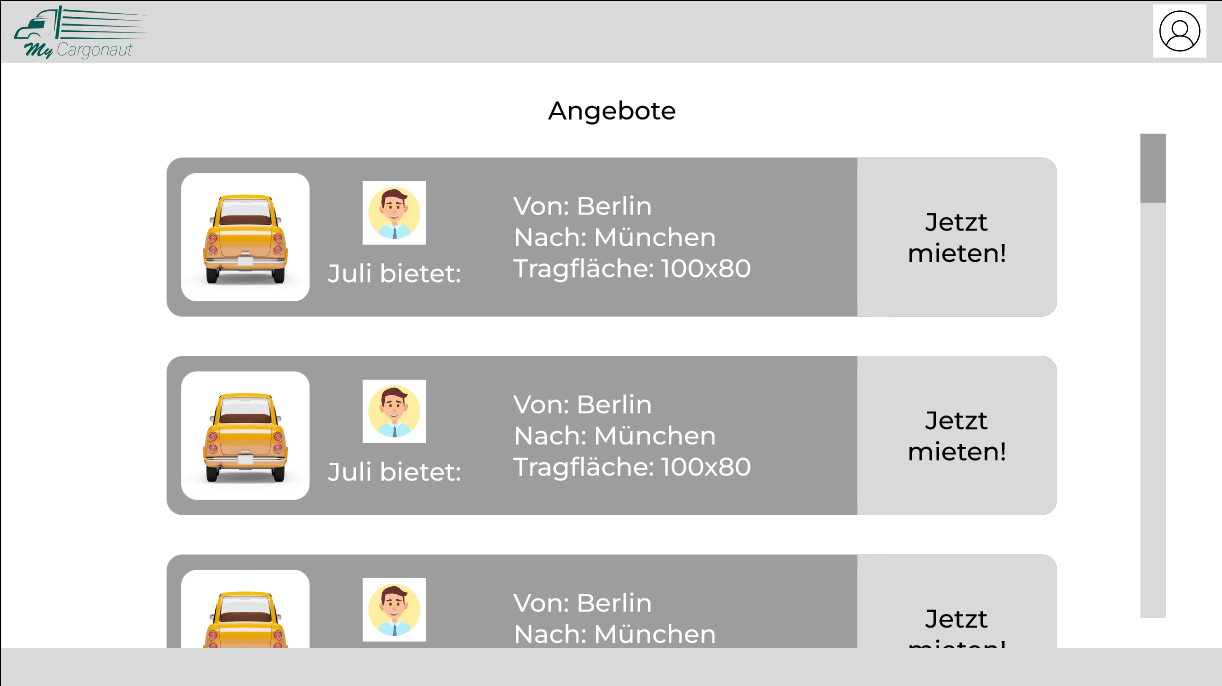 My Cargonaut
Angebote
Juli bietet:
Von: Berlin
Nach: München
Tragfläche: 100x80
Jetzt
mieten!
Juli bietet:
Von: Berlin
Nach: München
Tragfläche: 100x80
Jetzt
mieten!
Von: Berlin
Nach: München
Jetzt
mieten!